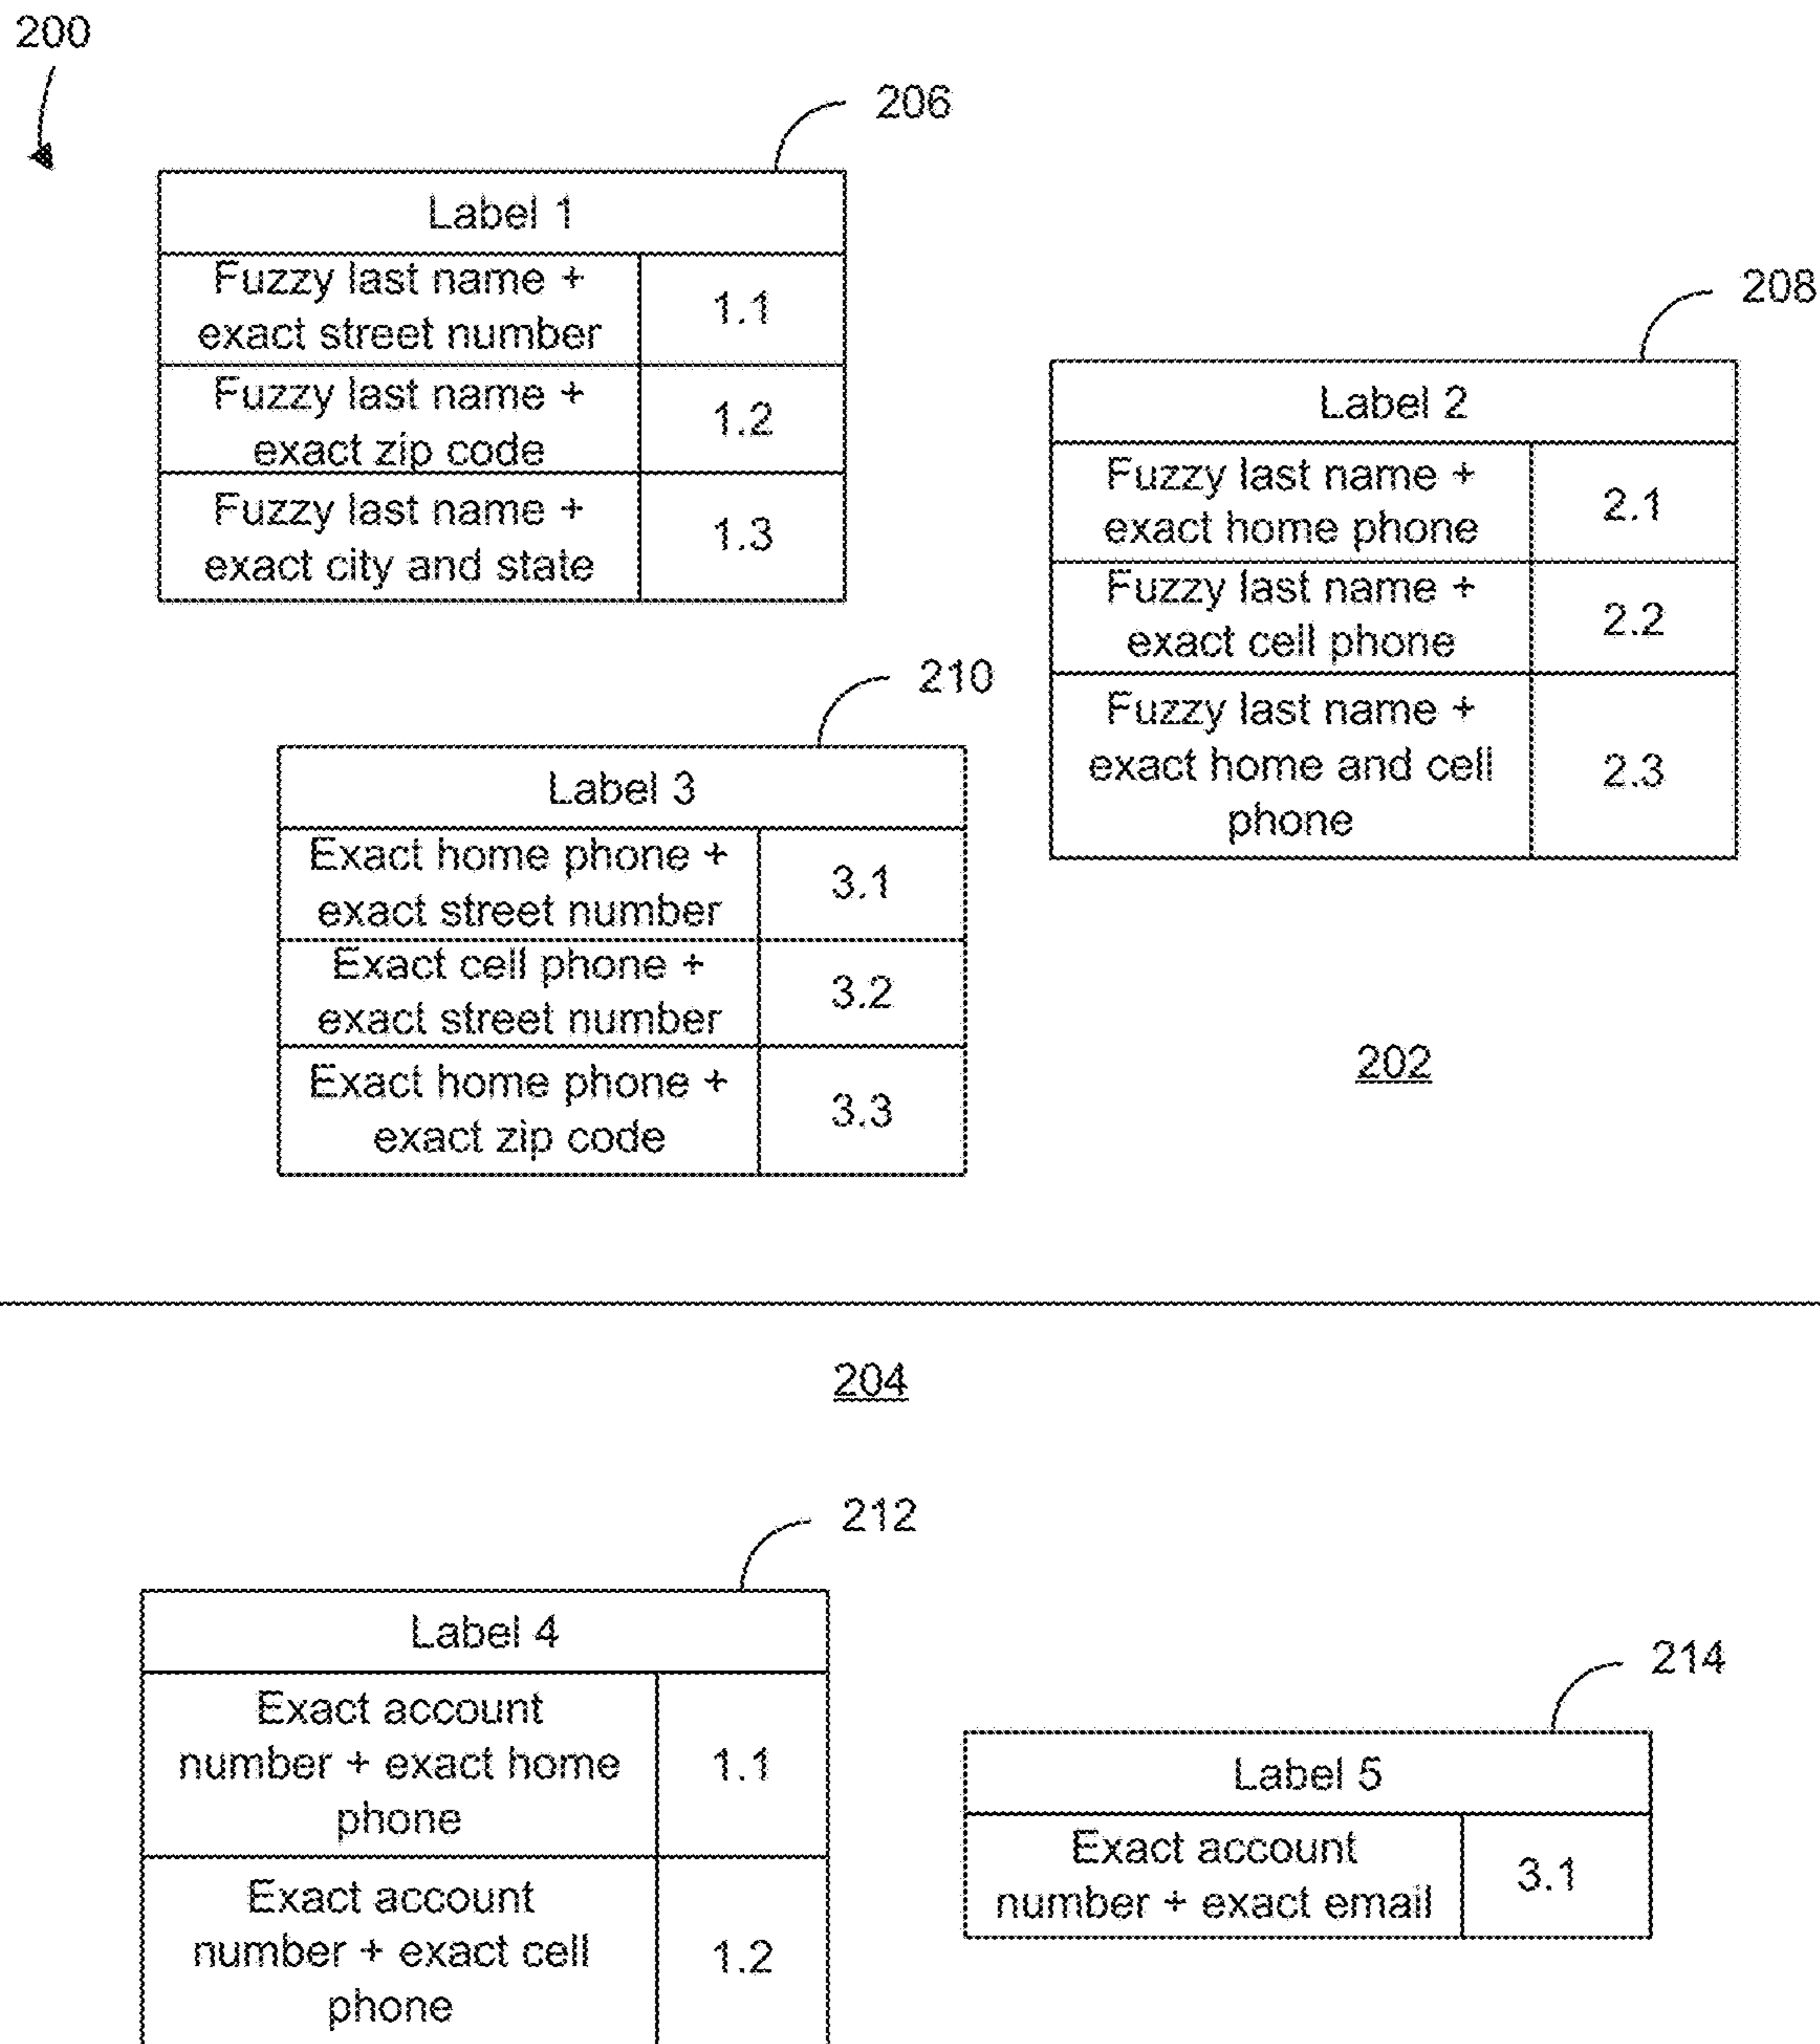 200
206
Label 1
Fuzzy last name +
exact street number
1.1
Fuzzy last name +
exact zip code
1.2
Fuzzy last name +
exact city and state
1.3
208
Label 2
Fuzzy last name +
exact home phone
2.1
Fuzzy last name +
exact cell phone
2.2
Fuzzy last name +
exact home and cell
phone
2.3
210
Label 3
Exact home phone +
exact street number
3.1
Exact cell phone +
exact street number
3.2
Exact home phone +
exact zip code
3.3
202
204
212
Label 4
Exact account
number + exact home
phone
1.1
Exact account
number + exact cell
phone
1.2
214
Label 5
Exact account
number + exact email
3.1